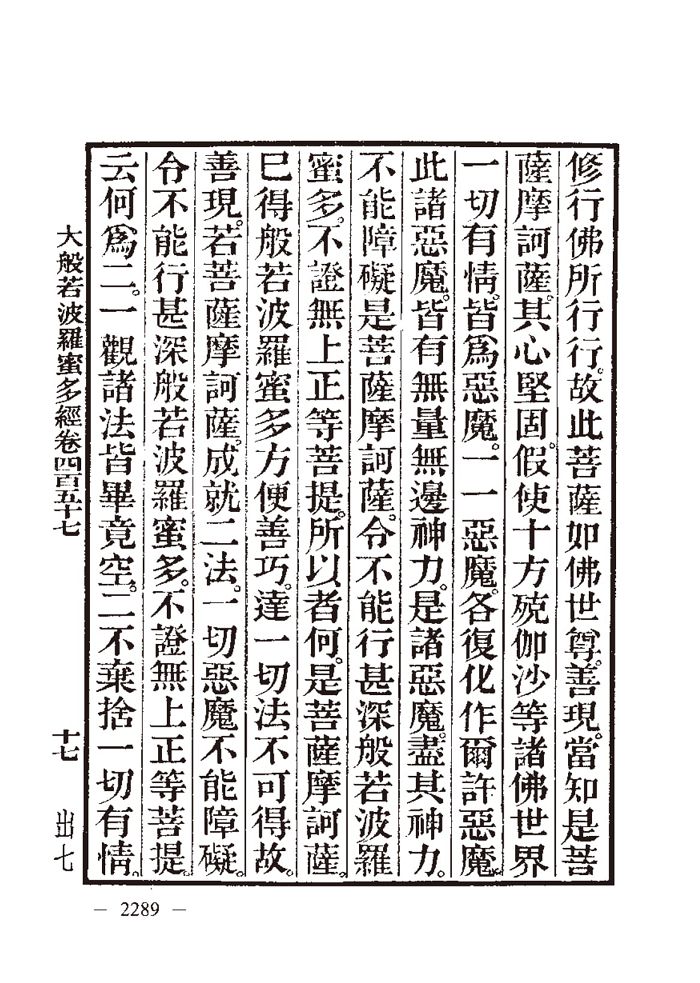 修行佛所行行。故此菩薩如佛世尊。善現。當知是菩
薩摩訶薩。其心堅固。假使十方殑伽沙等諸佛世界
一切有情。皆爲惡魔。一一惡魔。各復化作爾許惡魔。
此諸惡魔。皆有無量無邊神力。是諸惡魔。盡其神力。
不能障礙是菩薩摩訶薩。令不能行甚深般若波羅
蜜多。不證無上正等菩提。所以者何。是菩薩摩訶薩。
已得般若波羅蜜多方便善巧。達一切法不可得故。
善現。若菩薩摩訶薩。成就二法。一切惡魔不能障礙。
令不能行甚深般若波羅蜜多。不證無上正等菩提。
云何爲二。一觀諸法皆畢竟空。二不棄捨一切有情。
大般若波羅蜜多經卷四百五十七 十七 出七
— 2289 —